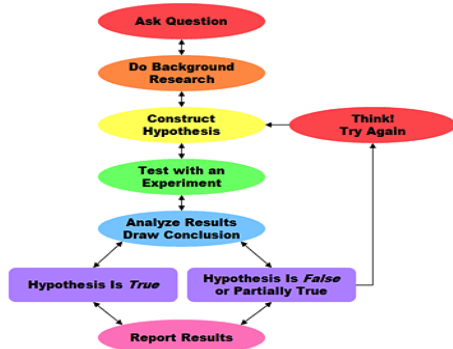 Ask Question
Do Background
Research
Construct
Hypothesis
Think!
Try Again
Test with an
Experiment
Analyze Results
Draw Conclusion
Hypothesis Is True
Hypothesis Is False
or Partially True
Report Results